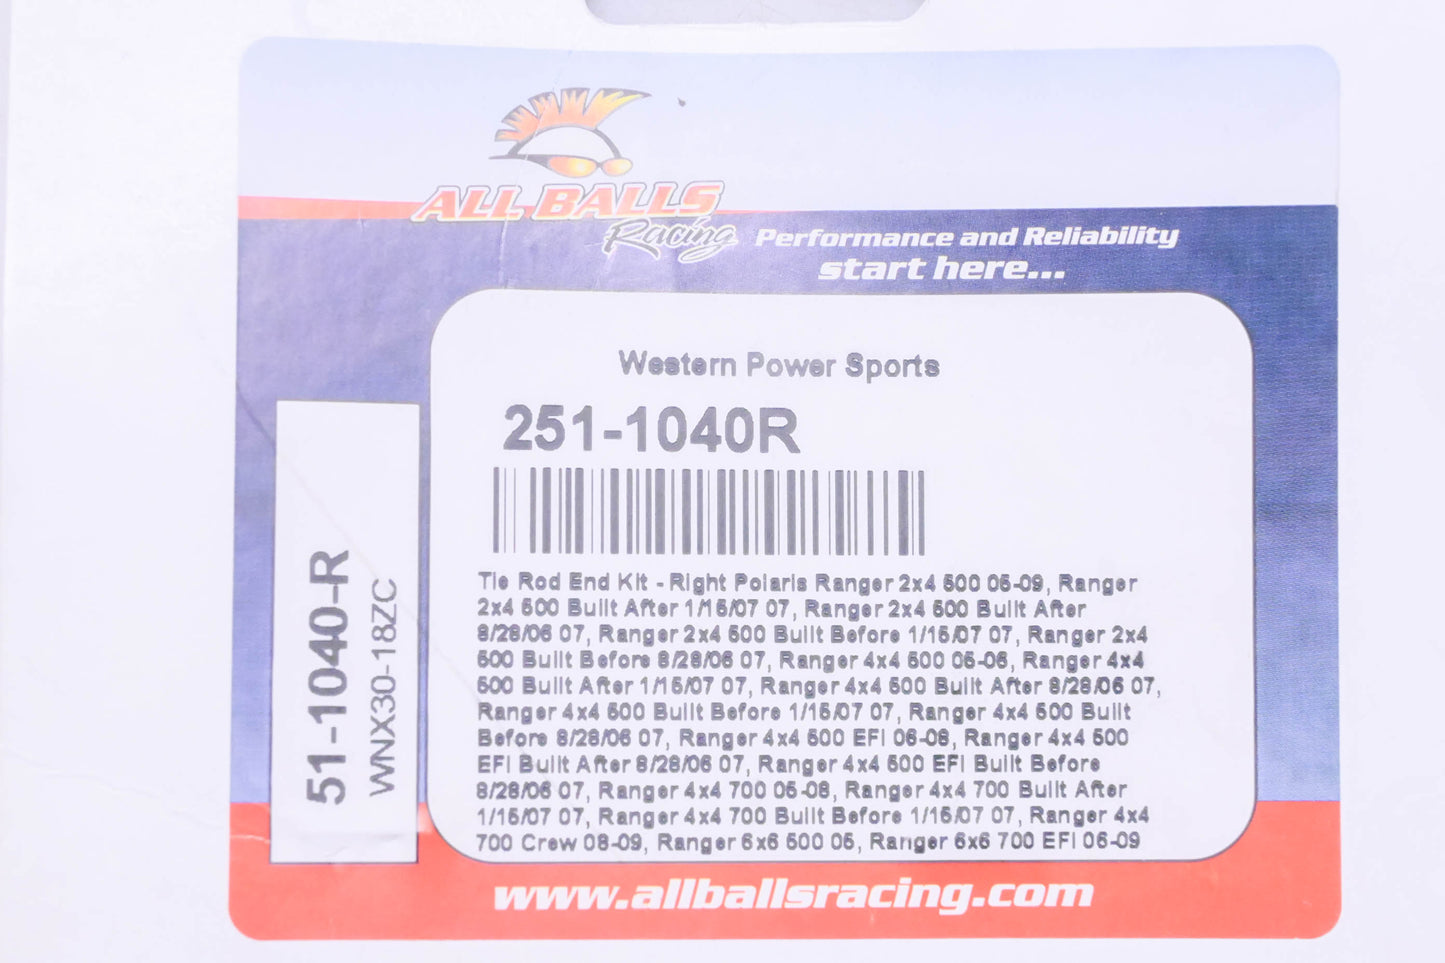 ALL BALLS
Racing
Performance and Reliability
start here...
Western Power Sports
251-1040R
Tie Rod End Kit - Right Polaris Ranger 2x4 500 05-09, Ranger
2x4 500 Built After 1/15/07 07, Ranger 2x4 500 Built After
8/28/06 07, Ranger 2x4 500 Built Before 1/15/07 07, Ranger 2x4
500 Built Before 8/28/06 07, Ranger 4x4 500 05-06, Ranger 4x4
500 Built After 1/15/07 07, Ranger 4x4 500 Built After 8/28/06 07,
Ranger 4x4 500 Built Before 1/15/07 07, Ranger 4x4 500 Built
Before 8/28/06 07, Ranger 4x4 500 EFI 06-08, Ranger 4x4 500
EFI Built After 8/28/06 07, Ranger 4x4 500 EFI Built Before
8/28/06 07, Ranger 4x4 700 05-08, Ranger 4x4 700 Built After
1/15/07 07, Ranger 4x4 700 Built Before 1/15/07 07, Ranger 4x4
700 Crew 08-09, Ranger 6x6 500 05, Ranger 6x6 700 EFI 06-09
51-1040-R
WNX30-18ZC
www.allballsracing.com